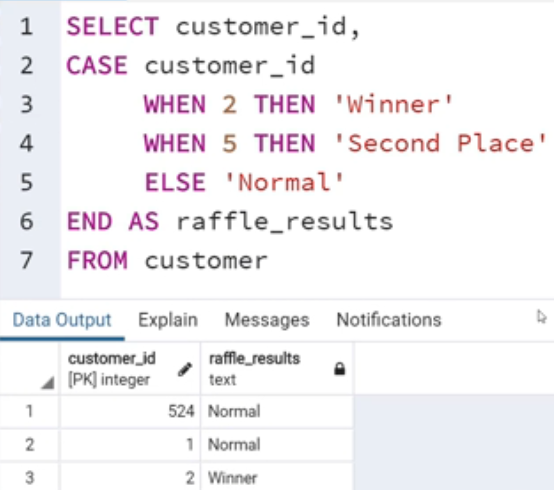 1 SELECT customer_id,
2 CASE customer_id
3 WHEN 2 THEN 'Winner'
4 WHEN 5 THEN 'Second Place'
5 ELSE 'Normal'
6 END AS raffle_results
7 FROM customer
Data Output Explain Messages Notifications
customer_id raffle_results
[PK] integer text
1 524 Normal
2 1 Normal
3 2 Winner